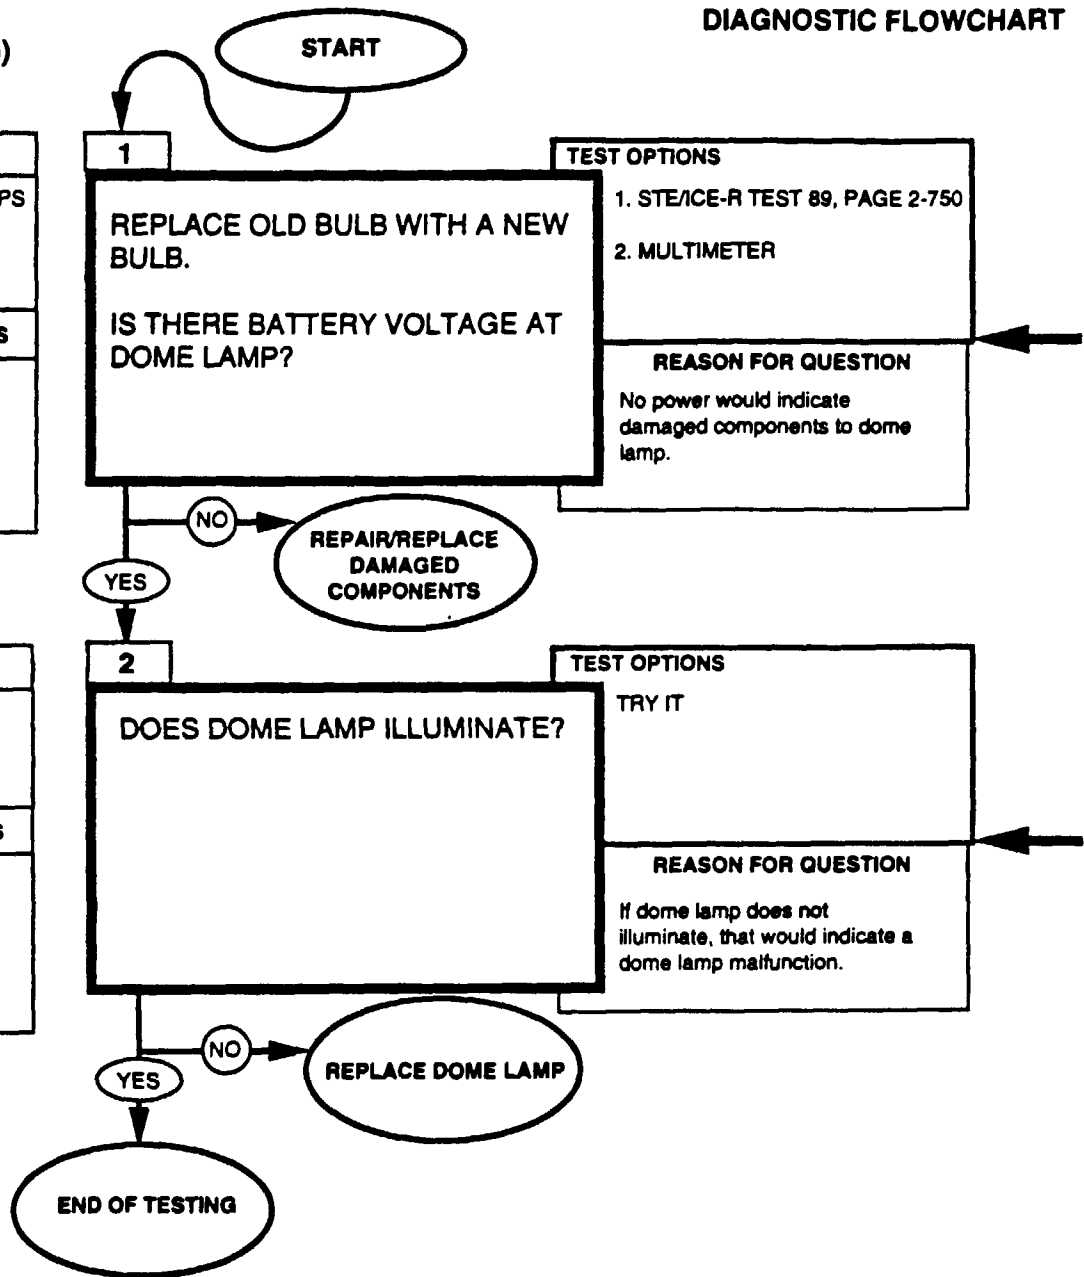 DIAGNOSTIC FLOWCHART
)
START
PS
S
1
REPLACE OLD BULB WITH A NEW
BULB.
IS THERE BATTERY VOLTAGE AT
DOME LAMP?
TEST OPTIONS
1. STE/ICE-R TEST 89, PAGE 2-750
2. MULTIMETER
REASON FOR QUESTION
No power would indicate
damaged components to dome
lamp.
NO
REPAIR/REPLACE
DAMAGED
COMPONENTS
YES
S
2
DOES DOME LAMP ILLUMINATE?
TEST OPTIONS
TRY IT
REASON FOR QUESTION
If dome lamp does not
illuminate, that would indicate a
dome lamp malfunction.
NO
REPLACE DOME LAMP
YES
END OF TESTING